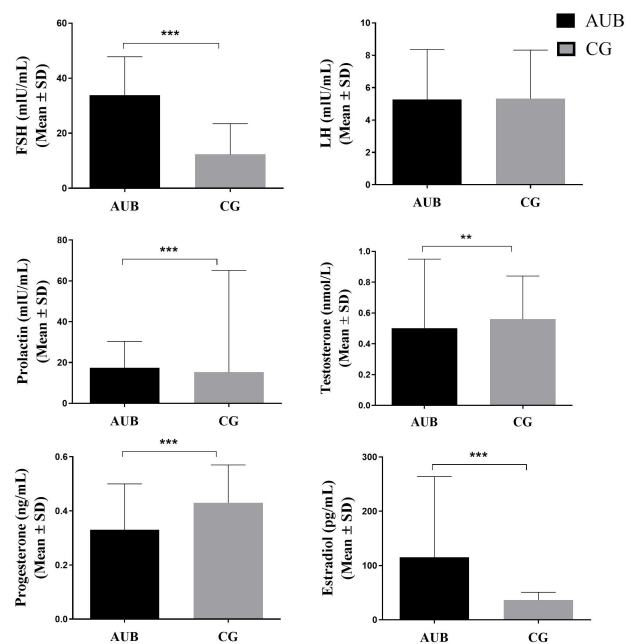 AUB
CG
FSH (mIU/mL)
(Mean ± SD)
60
40
20
0
***
AUB
CG
LH (mIU/mL)
(Mean ± SD)
10
8
6
4
2
0
AUB
CG
Prolactin (mIU/mL)
(Mean ± SD)
80
60
40
20
0
***
AUB
CG
Testosterone (nmol/L)
(Mean ± SD)
1.0
0.8
0.6
0.4
0.2
0.0
**
AUB
CG
Progesterone (ng/mL)
(Mean ± SD)
0.6
0.4
0.2
0.0
***
AUB
CG
Estradiol (pg/mL)
(Mean ± SD)
300
200
100
0
***
AUB
CG